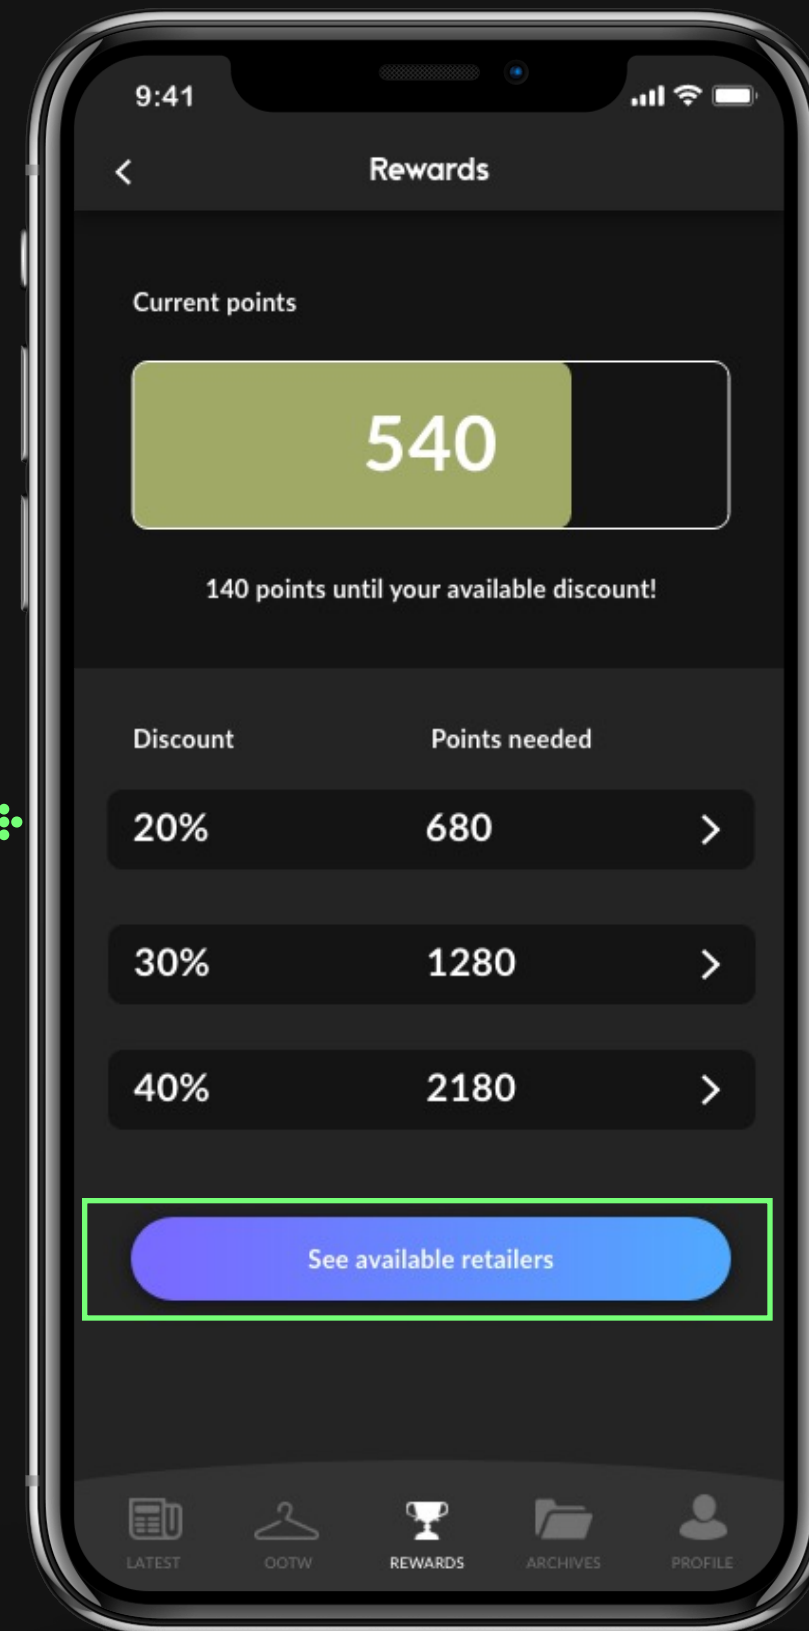 9:41
Rewards
Current points
540
140 points until your available discount!
Discount Points needed
20% 680
30% 1280
40% 2180
See available retailers
LATEST OOTW REWARDS ARCHIVES PROFILE